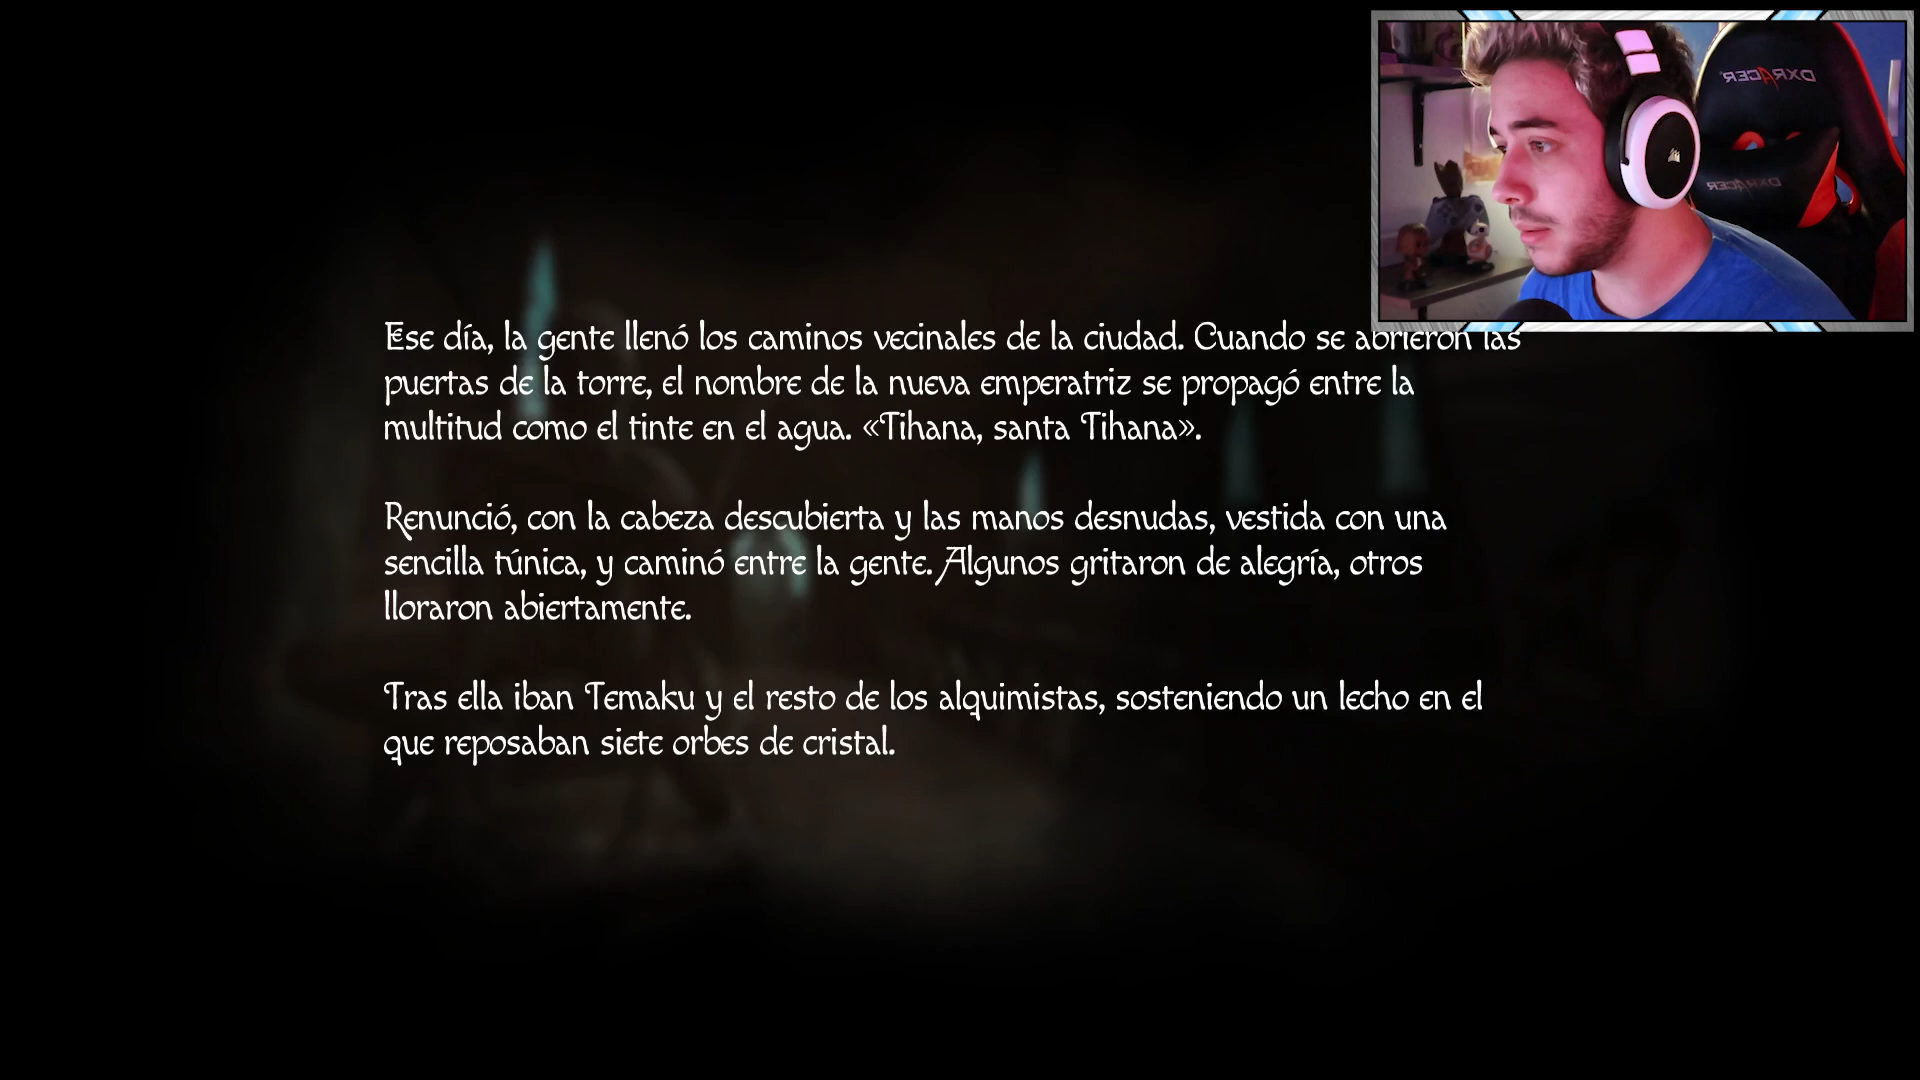 Ese día, la gente llenó los caminos vecinales de la ciudad. Cuando se abrieron las
puertas de la torre, el nombre de la nueva emperatriz se propagó entre la
multitud como el tinte en el agua. «Tihana, santa Tihana».
Renunció, con la cabeza descubierta y las manos desnudas, vestida con una
sencilla túnica, y caminó entre la gente. Algunos gritaron de alegría, otros
lloraron abiertamente.
Tras ella iban Temaku y el resto de los alquimistas, sosteniendo un lecho en el
que reposaban siete orbes de cristal.
DXRACER
DXRACER